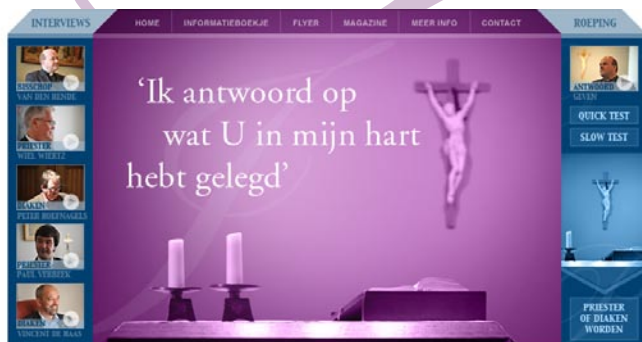 INTERVIEWS
HOME
INFORMATIEBOEKJE
FLYER
MAGAZINE
MEER INFO
CONTACT
ROEPING
BISSCHOP
VAN DEN HENDE
PRIESTER
WIEL WIERTZ
DIAKEN
PETER HOEFNAGELS
PRIESTER
PAUL VERBEEK
DIAKEN
VINCENT DE HAAS
‘Ik antwoord op
wat U in mijn hart
hebt gelegd’
ANTWOORD
GEVEN
QUICK TEST
SLOW TEST
PRIESTER
OF DIAKEN
WORDEN